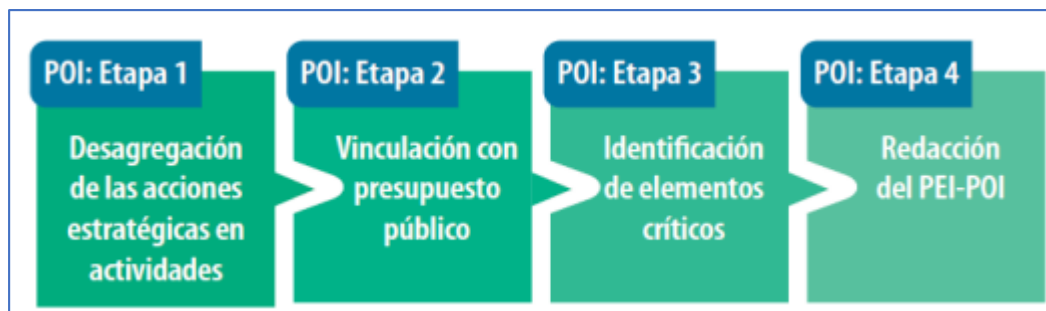 POI: Etapa 1
Desagregación
de las acciones
estratégicas en
actividades
POI: Etapa 2
Vinculación con
presupuesto
público
POI: Etapa 3
Identificación
de elementos
críticos
POI: Etapa 4
Redacción
del PEI-POI